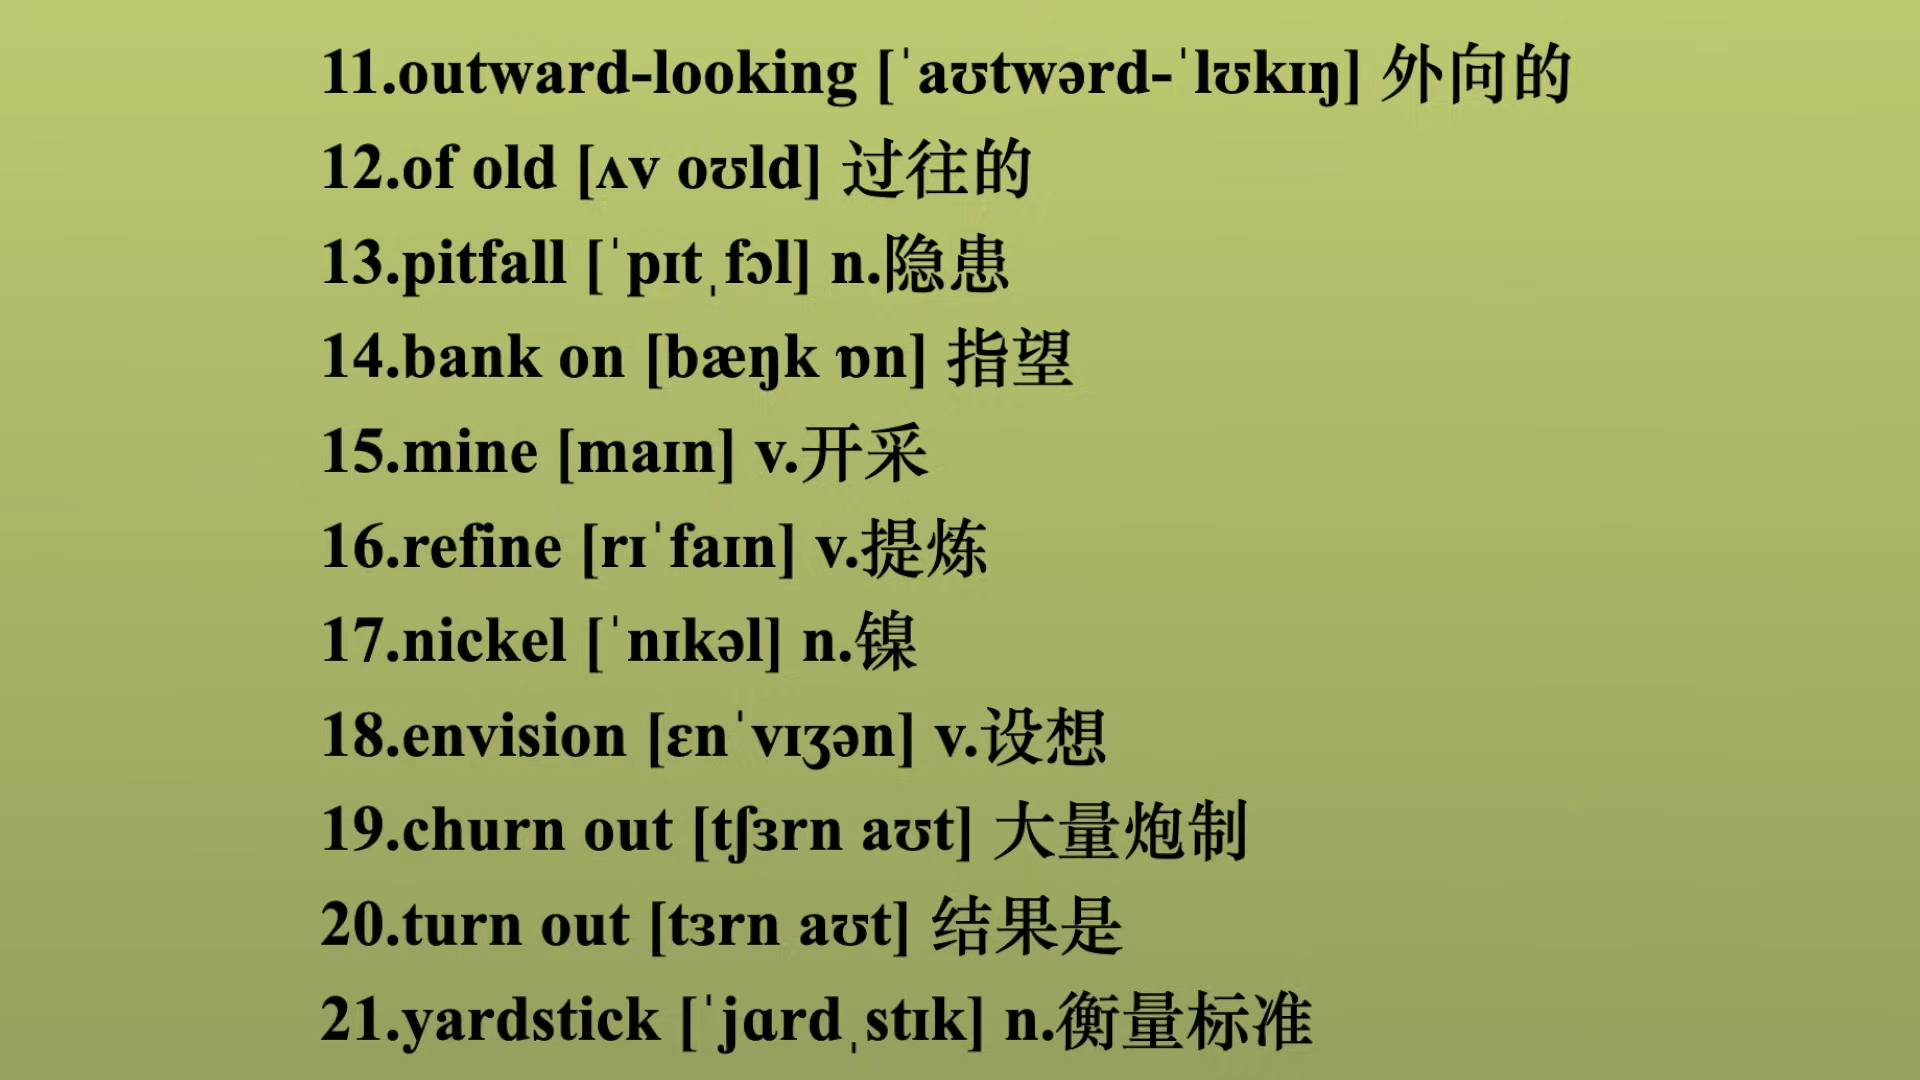 11.outward-looking [ˈaʊtwərd-ˈlʊkɪŋ] 外向的
12.of old [ʌv oʊld] 过往的
13.pitfall [ˈpɪtˌfɔl] n.隐患
14.bank on [bæŋk ɒn] 指望
15.mine [maɪn] v.开采
16.refine [rɪˈfaɪn] v.提炼
17.nickel [ˈnɪkəl] n.镍
18.envision [ɛnˈvɪʒən] v.设想
19.churn out [tʃɜrn aʊt] 大量炮制
20.turn out [tɜrn aʊt] 结果是
21.yardstick [ˈjɑrdˌstɪk] n.衡量标准